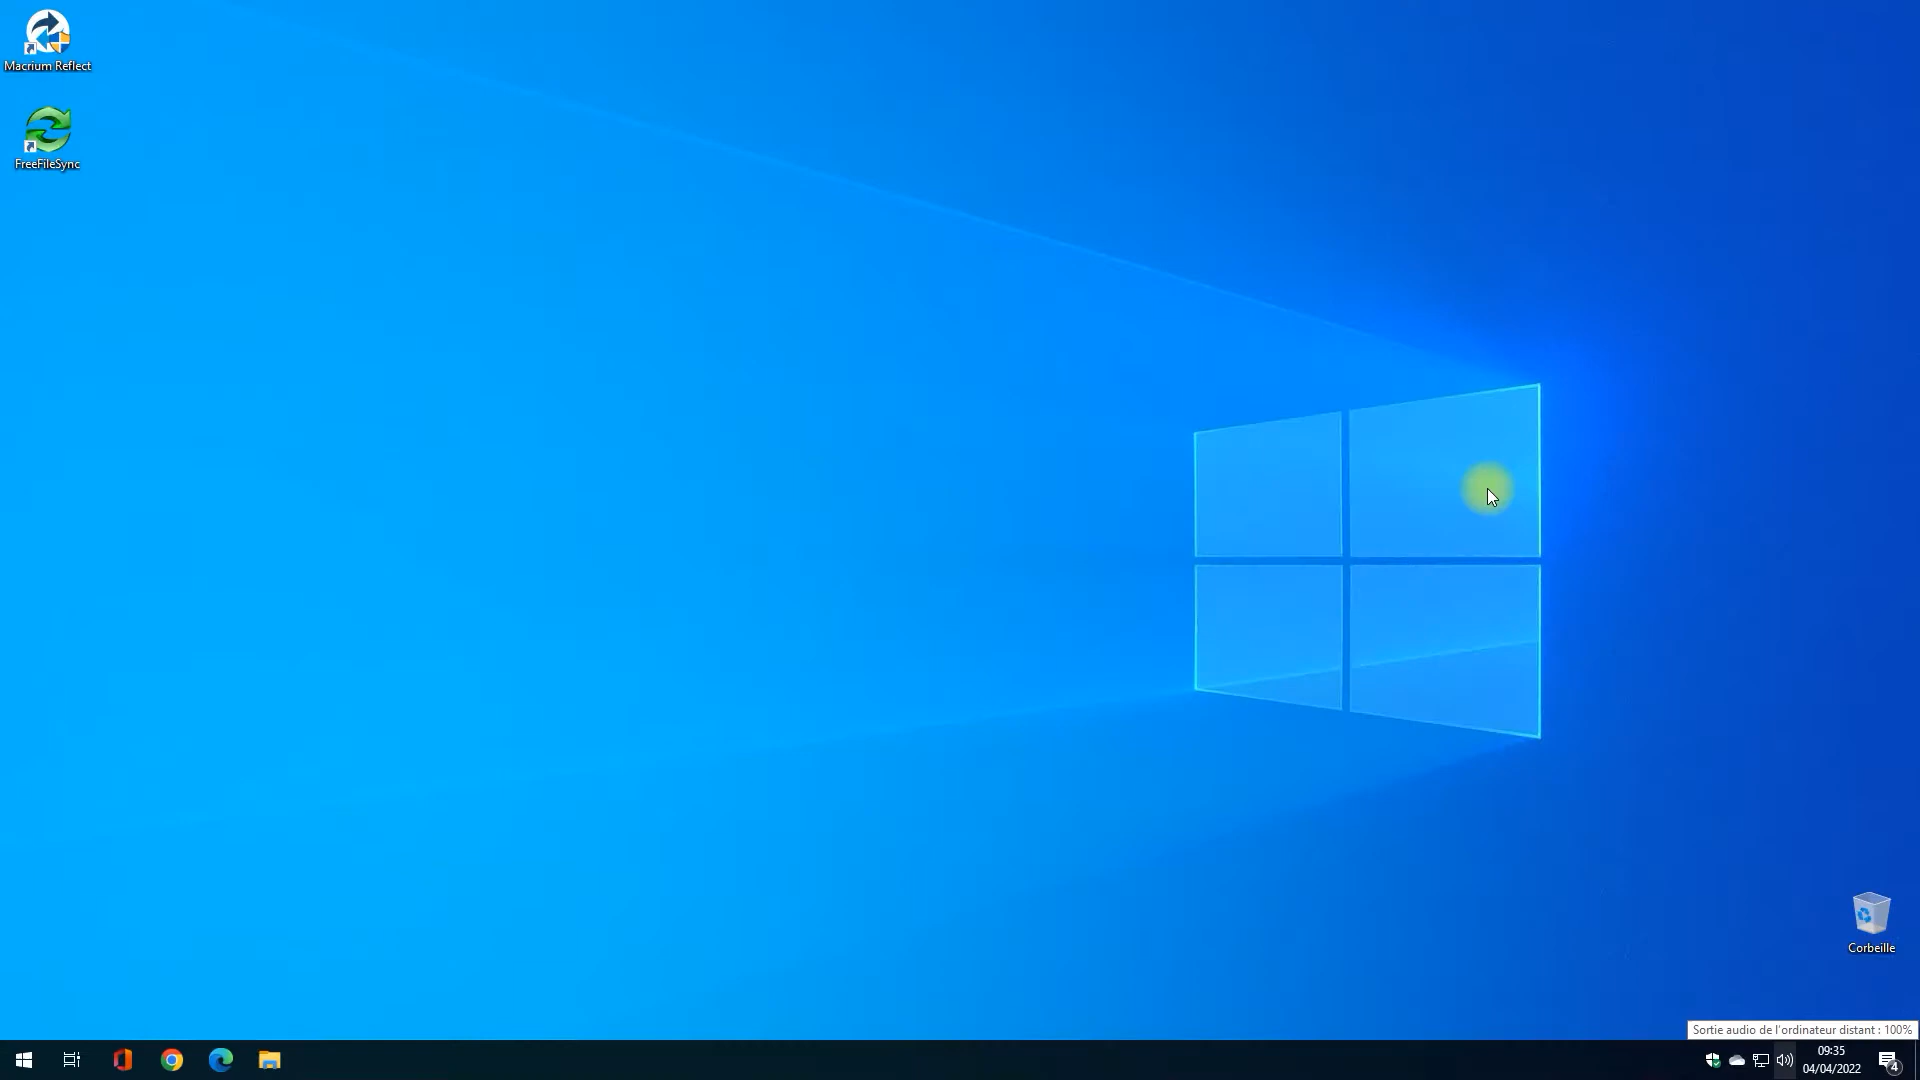 Macrium Reflect
FreeFileSync
Corbeille
Sortie audio de l'ordinateur distant : 100%
09:35
04/04/2022
4